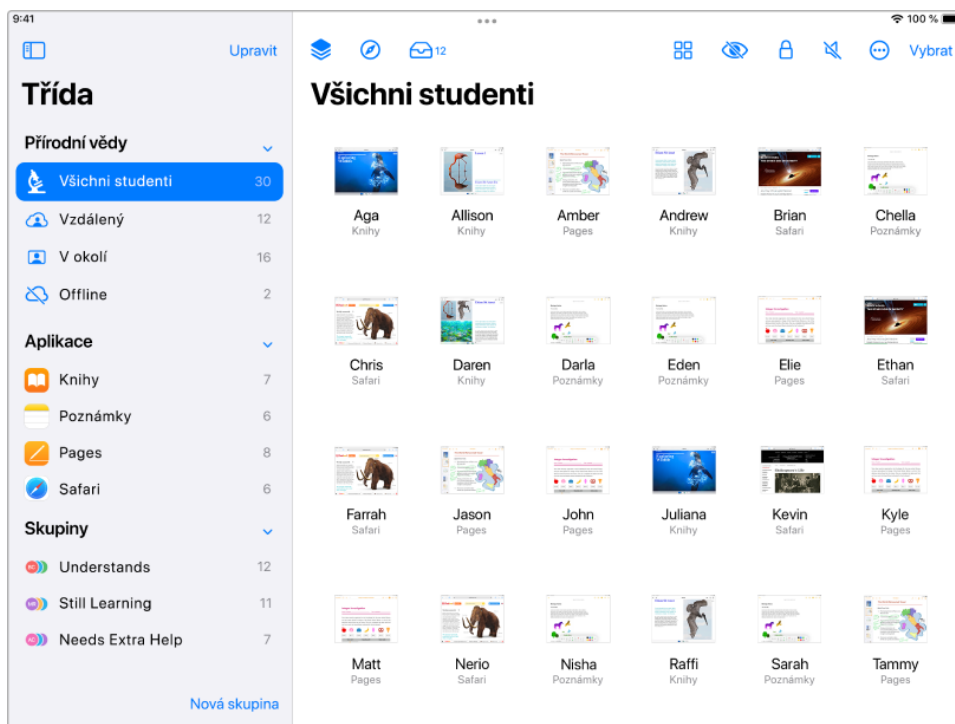 9:41
100 %
Upravit
12
Vybrat
Třída
Všichni studenti
Přírodní vědy
Všichni studenti 30
Vzdálený 12
V okolí 16
Offline 2
Aplikace
Knihy 7
Poznámky 6
Pages 8
Safari 6
Skupiny
Understands 12
Still Learning 11
Needs Extra Help 7
Nová skupina
Aga Allison Amber Andrew Brian Chella
Knihy Knihy Pages Knihy Safari Poznámky
Chris Daren Darla Eden Elie Ethan
Safari Knihy Poznámky Poznámky Pages Safari
Farrah Jason John Juliana Kevin Kyle
Safari Pages Pages Knihy Safari Pages
Matt Nerio Nisha Raffi Sarah Tammy
Pages Safari Poznámky Knihy Poznámky Pages